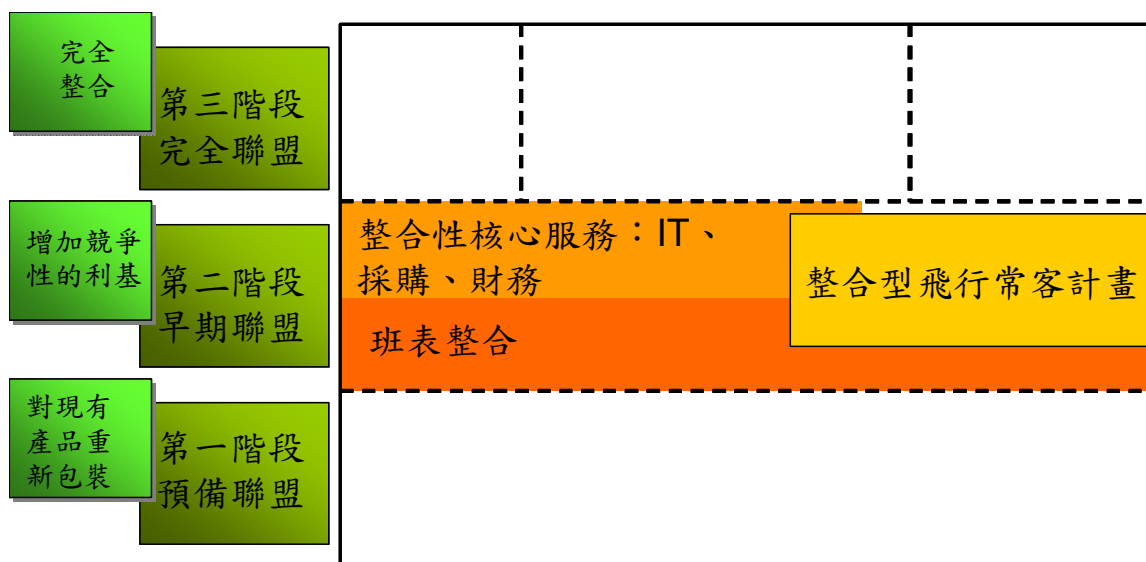 完全
整合
第三階段
完全聯盟
增加競爭
性的利基
第二階段
早期聯盟
整合性核心服務：IT、
採購、財務
整合型飛行常客計畫
班表整合
對現有
產品重
新包裝
第一階段
預備聯盟